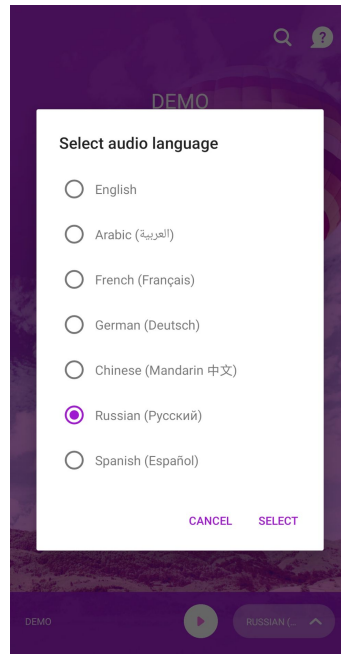 DEMO
Select audio language
English
Arabic (العربية)
French (Français)
German (Deutsch)
Chinese (Mandarin 中文)
Russian (Русский)
Spanish (Español)
CANCEL SELECT
DEMO RUSSIAN (...